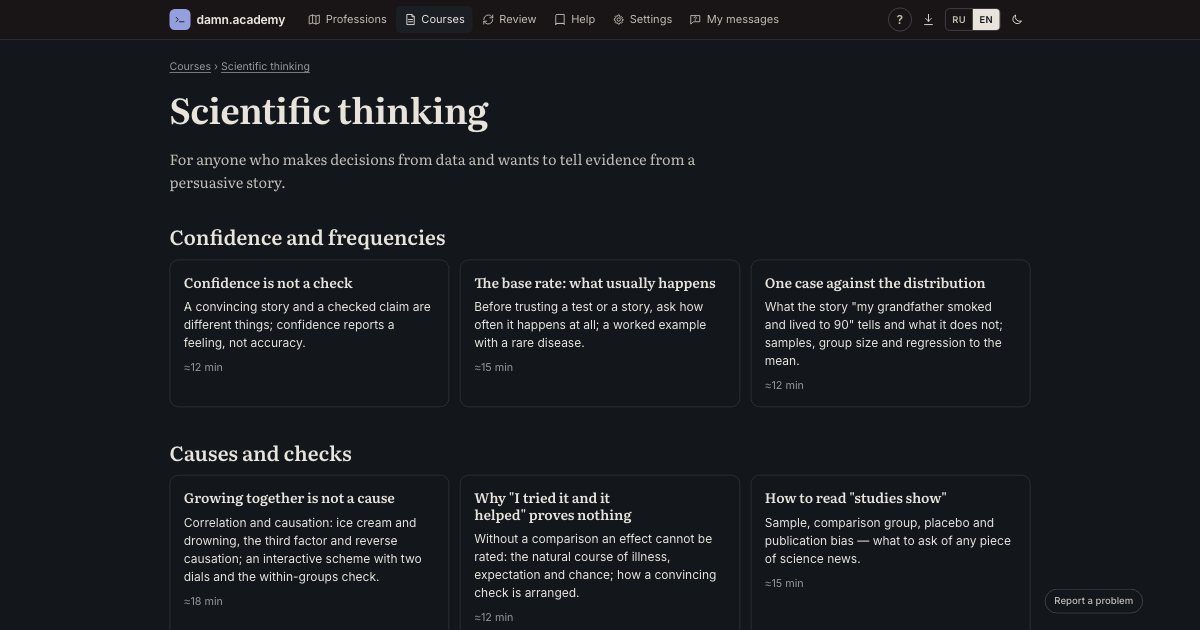 damn.academy
Professions
Courses
Review
Help
Settings
My messages
?
RU
EN
Courses › Scientific thinking
Scientific thinking
For anyone who makes decisions from data and wants to tell evidence from a
persuasive story.
Confidence and frequencies
Confidence is not a check
A convincing story and a checked claim are
different things; confidence reports a
feeling, not accuracy.
≈12 min
The base rate: what usually happens
Before trusting a test or a story, ask how
often it happens at all; a worked example
with a rare disease.
≈15 min
One case against the distribution
What the story "my grandfather smoked
and lived to 90" tells and what it does not;
samples, group size and regression to the
mean.
≈12 min
Causes and checks
Growing together is not a cause
Correlation and causation: ice cream and
drowning, the third factor and reverse
causation; an interactive scheme with two
dials and the within-groups check.
≈18 min
Why "I tried it and it
helped" proves nothing
Without a comparison an effect cannot be
rated: the natural course of illness,
expectation and chance; how a convincing
check is arranged.
≈12 min
How to read "studies show"
Sample, comparison group, placebo and
publication bias — what to ask of any piece
of science news.
≈15 min
Report a problem